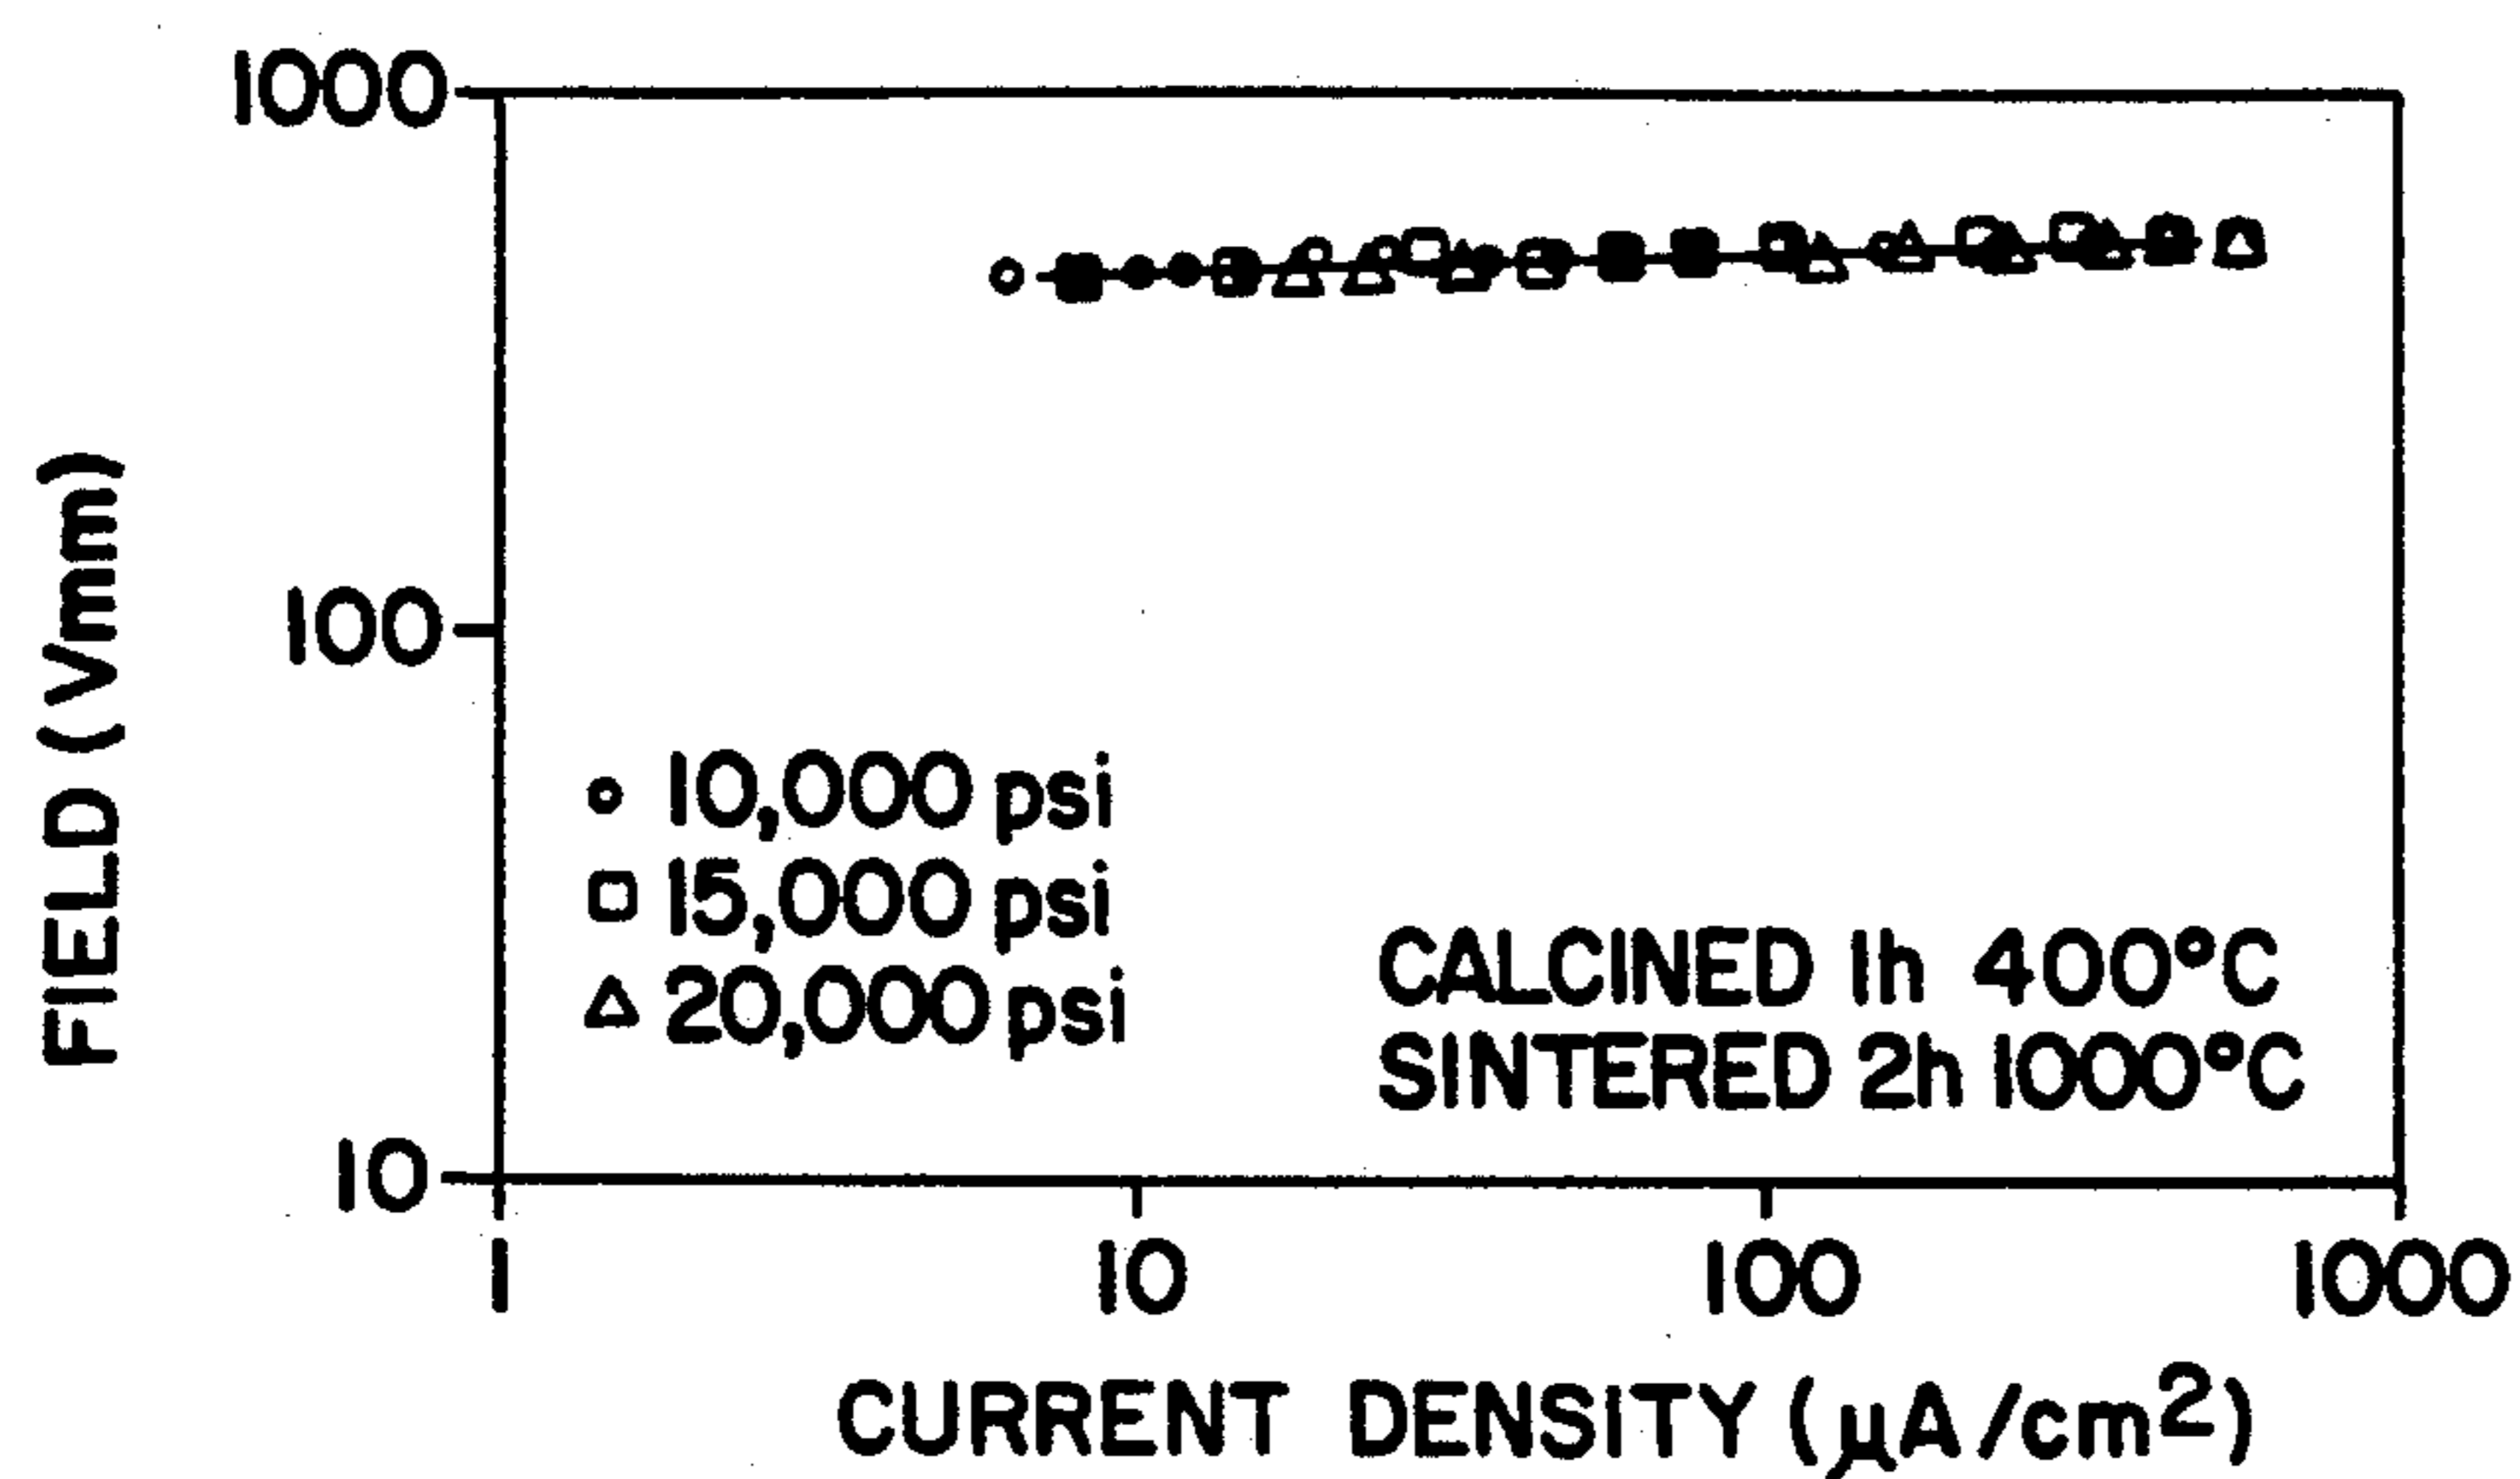 1000
100
10
FIELD (Vmm)
10,000 psi
15,000 psi
20,000 psi
CALCINED 1h 400°C
SINTERED 2h 1000°C
1
10
100
1000
CURRENT DENSITY (µA/cm²)